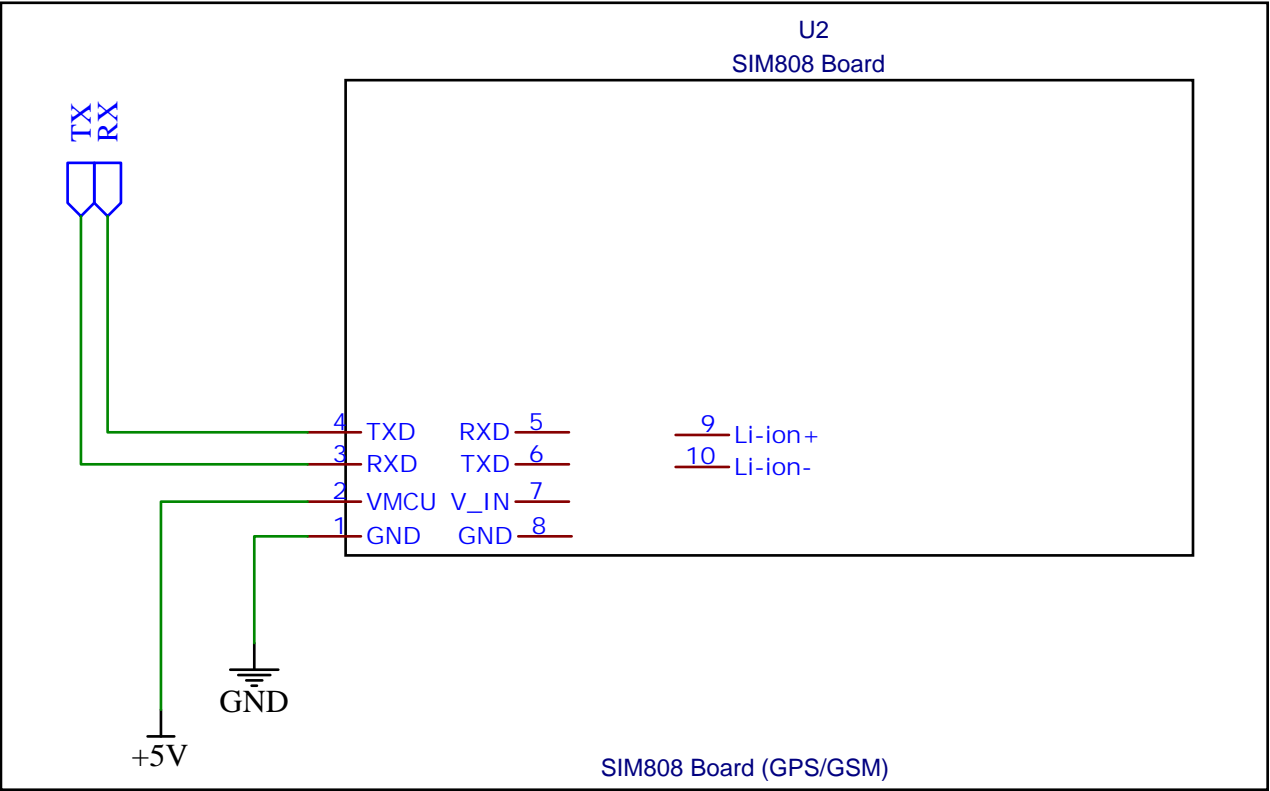 U2
SIM808 Board
TX
RX
4 TXD RXD 5
3 RXD TXD 6
2 VMCU V_IN 7
1 GND GND 8
9 Li-ion+
10 Li-ion-
GND
+5V
SIM808 Board (GPS/GSM)